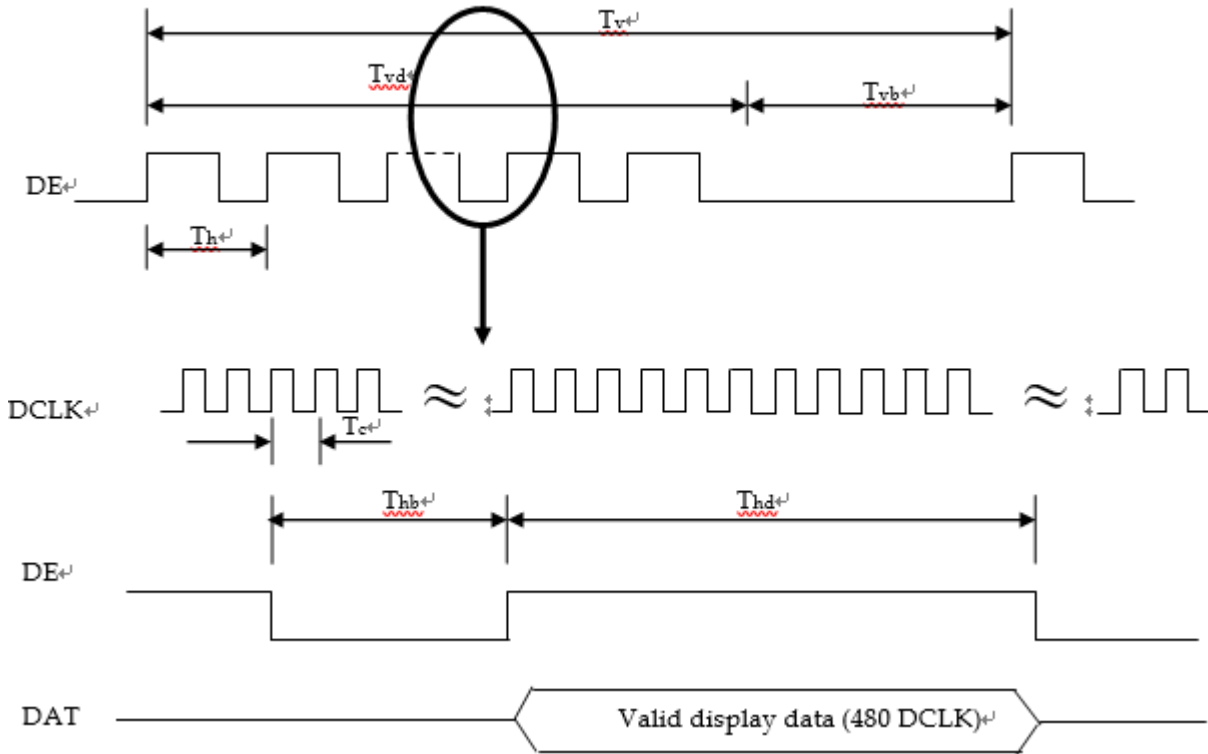 Tv
Tvd
Tvb
DE
Th
DCLK
Tc
Thb
Thd
DE
DAT
Valid display data (480 DCLK)